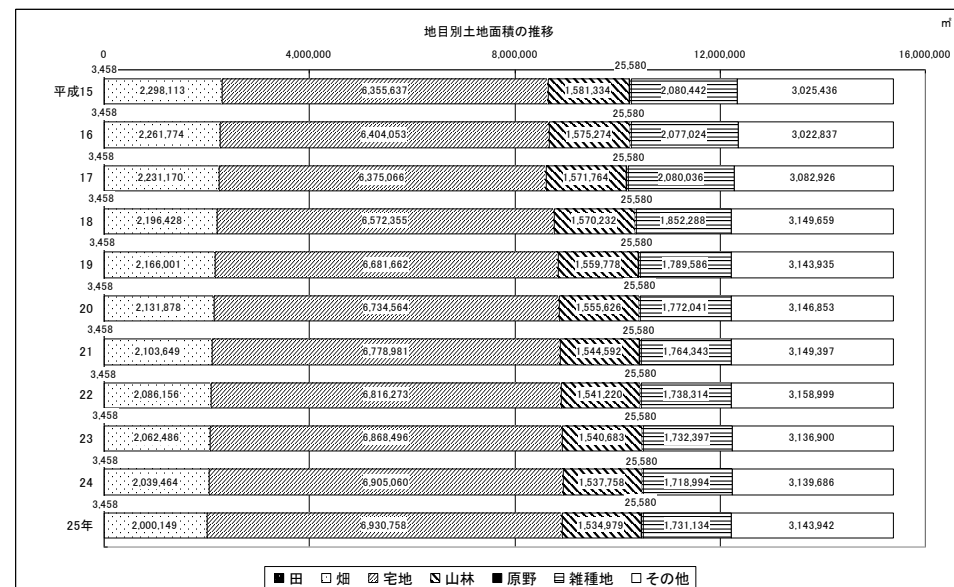 地目別土地面積の推移
㎡
0 4,000,000 8,000,000 12,000,000 16,000,000
3,458 25,580
平成15 2,298,113 6,355,637 1,581,334 2,080,442 3,025,436
3,458 25,580
16 2,261,774 6,404,053 1,575,274 2,077,024 3,022,837
3,458 25,580
17 2,231,170 6,375,066 1,571,764 2,080,036 3,082,926
3,458 25,580
18 2,196,428 6,572,355 1,570,232 1,852,288 3,149,659
3,458 25,580
19 2,166,001 6,681,662 1,559,778 1,789,586 3,143,935
3,458 25,580
20 2,131,878 6,734,564 1,555,626 1,772,041 3,146,853
3,458 25,580
21 2,103,649 6,778,981 1,544,592 1,764,343 3,149,397
3,458 25,580
22 2,086,156 6,816,273 1,541,220 1,738,314 3,158,999
3,458 25,580
23 2,062,486 6,868,496 1,540,683 1,732,397 3,136,900
3,458 25,580
24 2,039,464 6,905,060 1,537,758 1,718,994 3,139,686
3,458 25,580
25年 2,000,149 6,930,758 1,534,979 1,731,134 3,143,942
田 畑 宅地 山林 原野 雑種地 その他